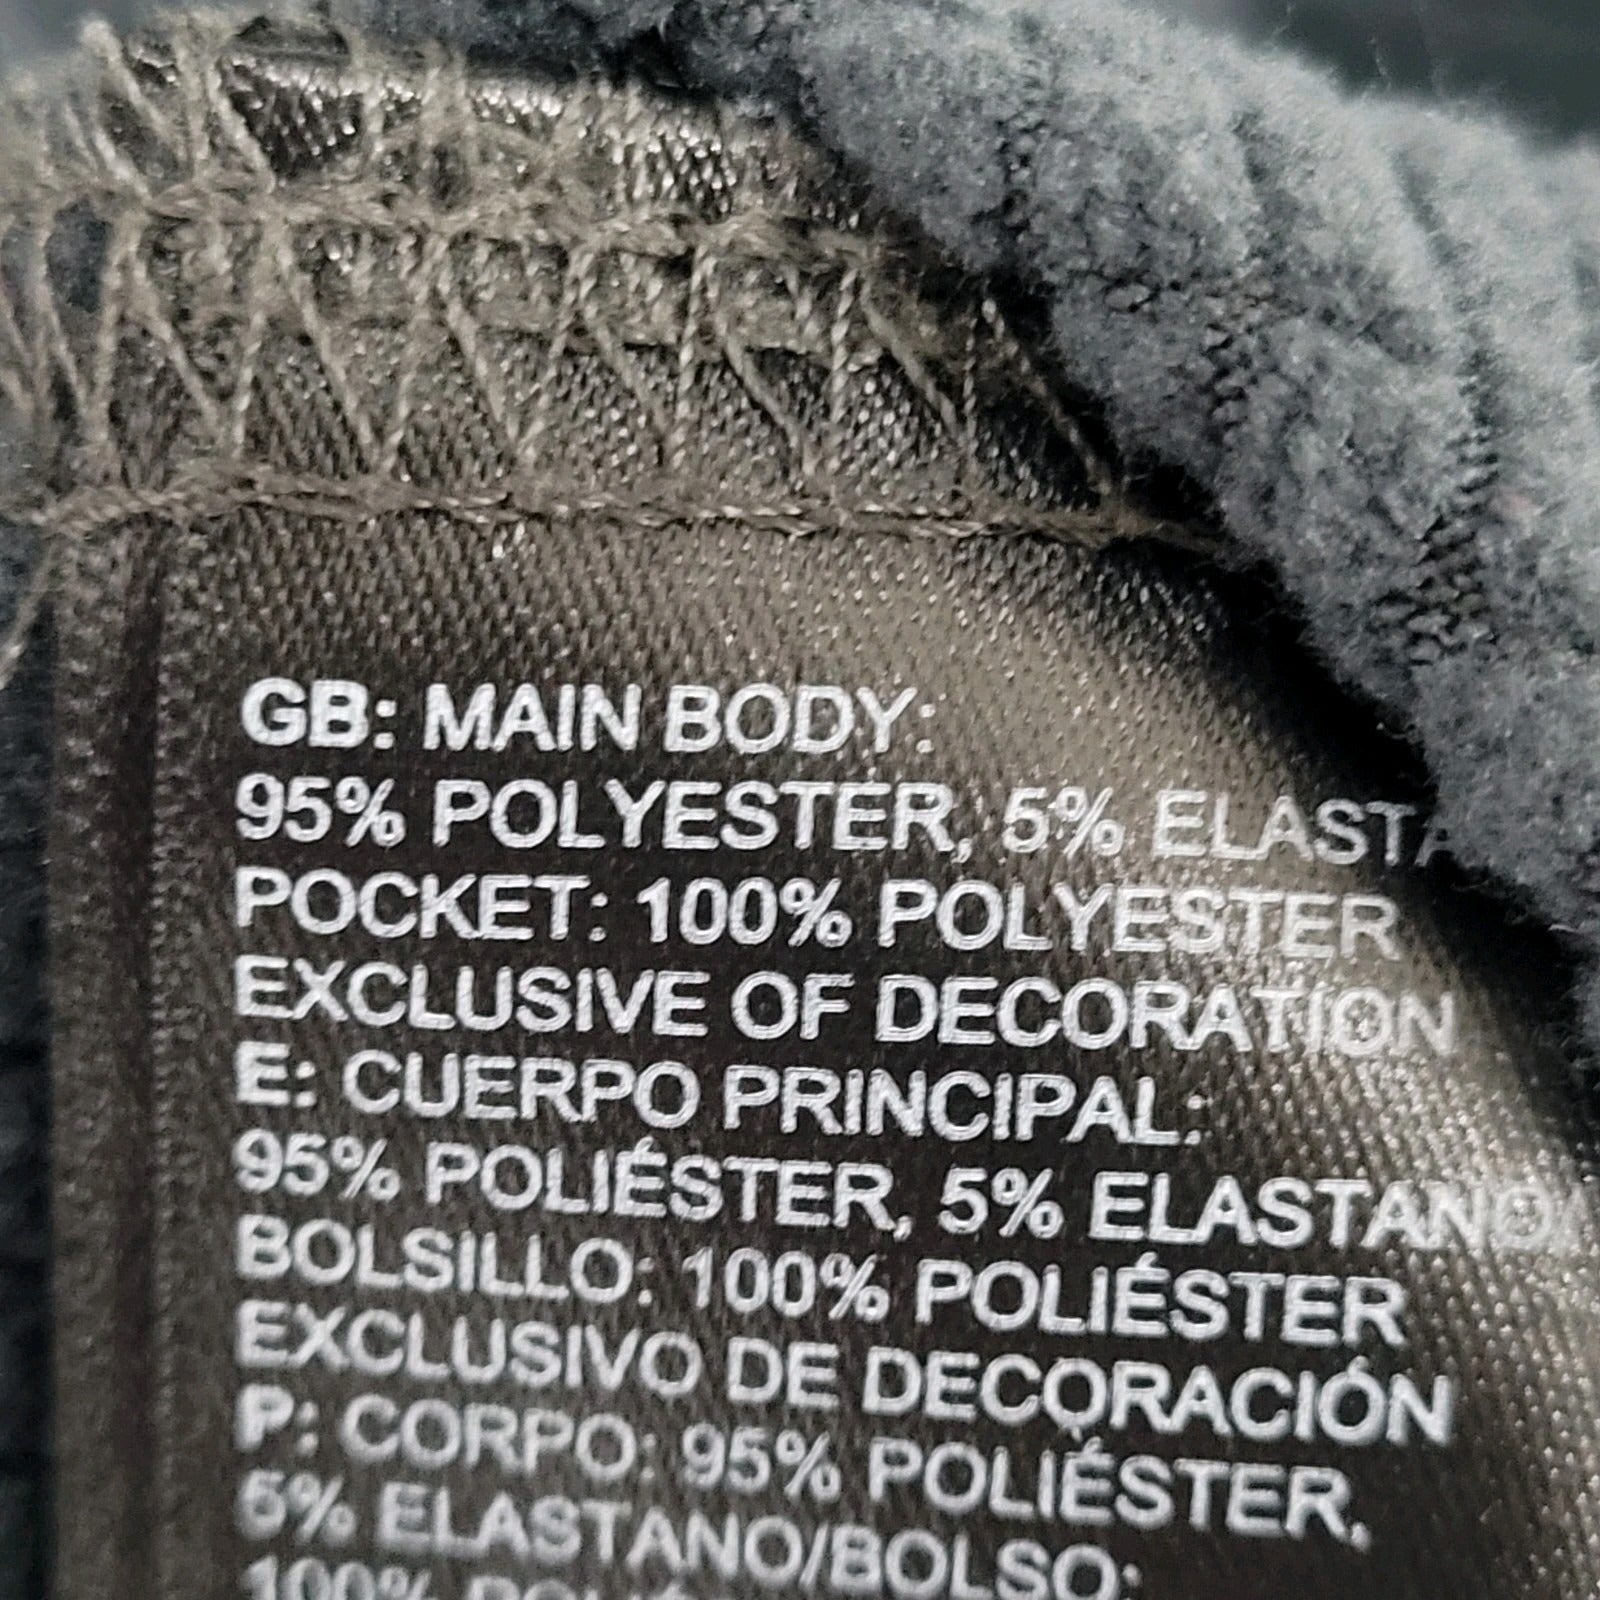 GB: MAIN BODY:
95% POLYESTER, 5%
POCKET: 100% POLYESTER
EXCLUSIVE OF DECORATION
E: CUERPO PRINCIPAL:
95% POLIÉSTER, 5% ELASTANO/
BOLSILLO: 100% POLIÉSTER
EXCLUSIVO DE DECORACIÓN
P: CORPO: 95% POLIÉSTER,
5% ELASTANO/BOLSO:
100%